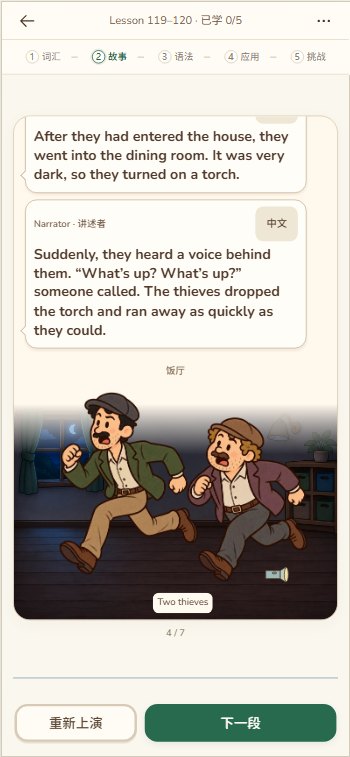 Lesson 119–120 · 已学 0/5
1 词汇 – 2 故事 – 3 语法 – 4 应用 – 5 挑战
After they had entered the house, they
went into the dining room. It was very
dark, so they turned on a torch.
Narrator · 讲述者 中文
Suddenly, they heard a voice behind
them. “What’s up? What’s up?”
someone called. The thieves dropped
the torch and ran away as quickly as
they could.
饭厅
Two thieves
4 / 7
重新上演 下一段